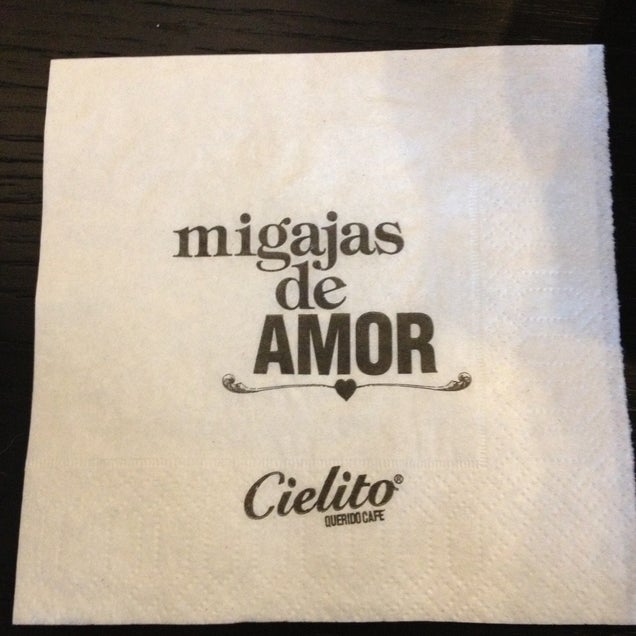 migajas
de
AMOR
Cielito®
QUERIDO CAFE